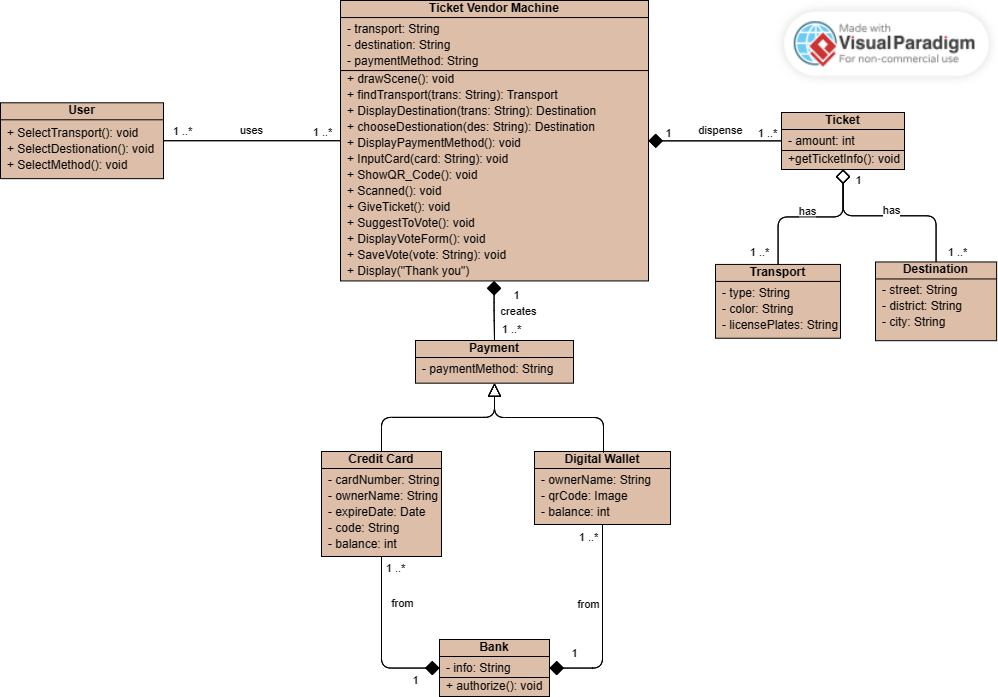 Ticket Vendor Machine
- transport: String
- destination: String
- paymentMethod: String
+ drawScene(): void
+ findTransport(trans: String): Transport
+ DisplayDestination(trans: String): Destination
+ chooseDestonation(des: String): Destination
+ DisplayPaymentMethod(): void
+ InputCard(card: String): void
+ ShowQR_Code(): void
+ Scanned(): void
+ GiveTicket(): void
+ SuggestToVote(): void
+ DisplayVoteForm(): void
+ SaveVote(vote: String): void
+ Display("Thank you")
Made with
Visual Paradigm
For non-commercial use
User
+ SelectTransport(): void
+ SelectDestionation(): void
+ SelectMethod(): void
1 ..*
uses
1 ..*
1
dispense
1 ..*
Ticket
- amount: int
+getTicketInfo(): void
1
has
has
1 ..*
1 ..*
Transport
- type: String
- color: String
- licensePlates: String
Destination
- street: String
- district: String
- city: String
1
creates
1 ..*
Payment
- paymentMethod: String
Credit Card
- cardNumber: String
- ownerName: String
- expireDate: Date
- code: String
- balance: int
Digital Wallet
- ownerName: String
- qrCode: Image
- balance: int
1 ..*
1 ..*
from
from
1
1
Bank
- info: String
+ authorize(): void